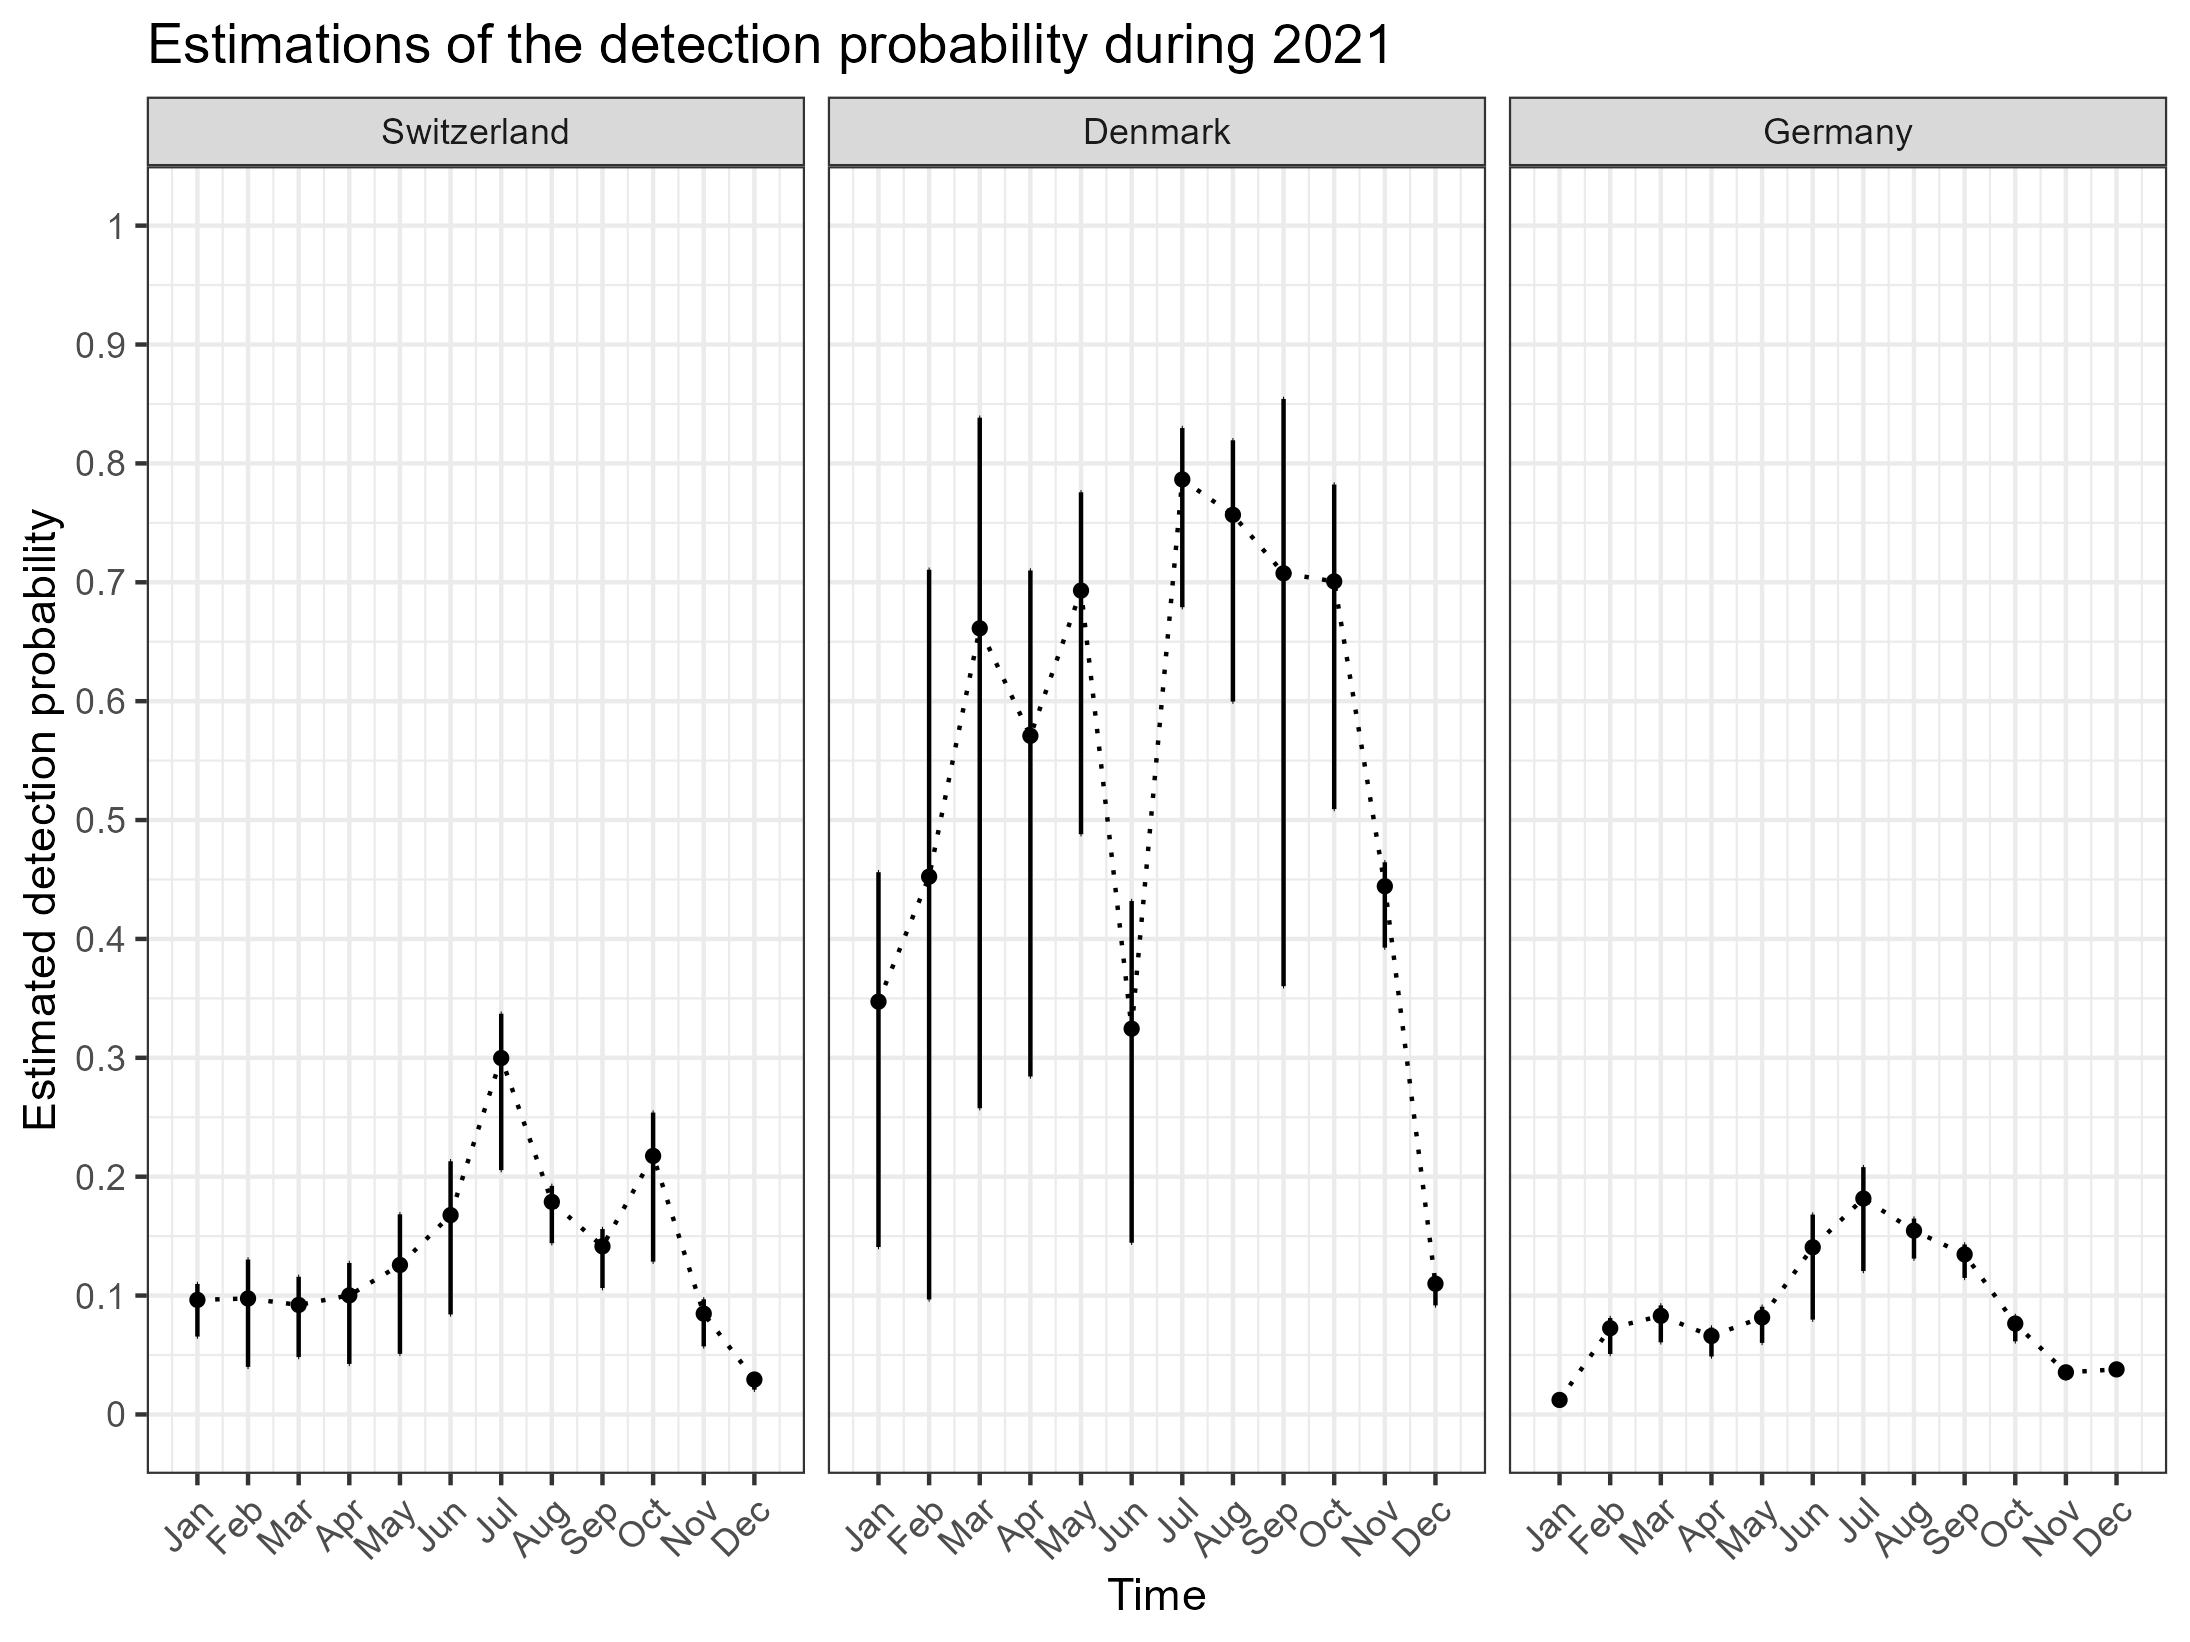 Estimations of the detection probability during 2021
Switzerland
Denmark
Germany
Estimated detection probability
1
0.9
0.8
0.7
0.6
0.5
0.4
0.3
0.2
0.1
0
Jan Feb Mar Apr May Jun Jul Aug Sep Oct Nov Dec
Jan Feb Mar Apr May Jun Jul Aug Sep Oct Nov Dec
Jan Feb Mar Apr May Jun Jul Aug Sep Oct Nov Dec
Time